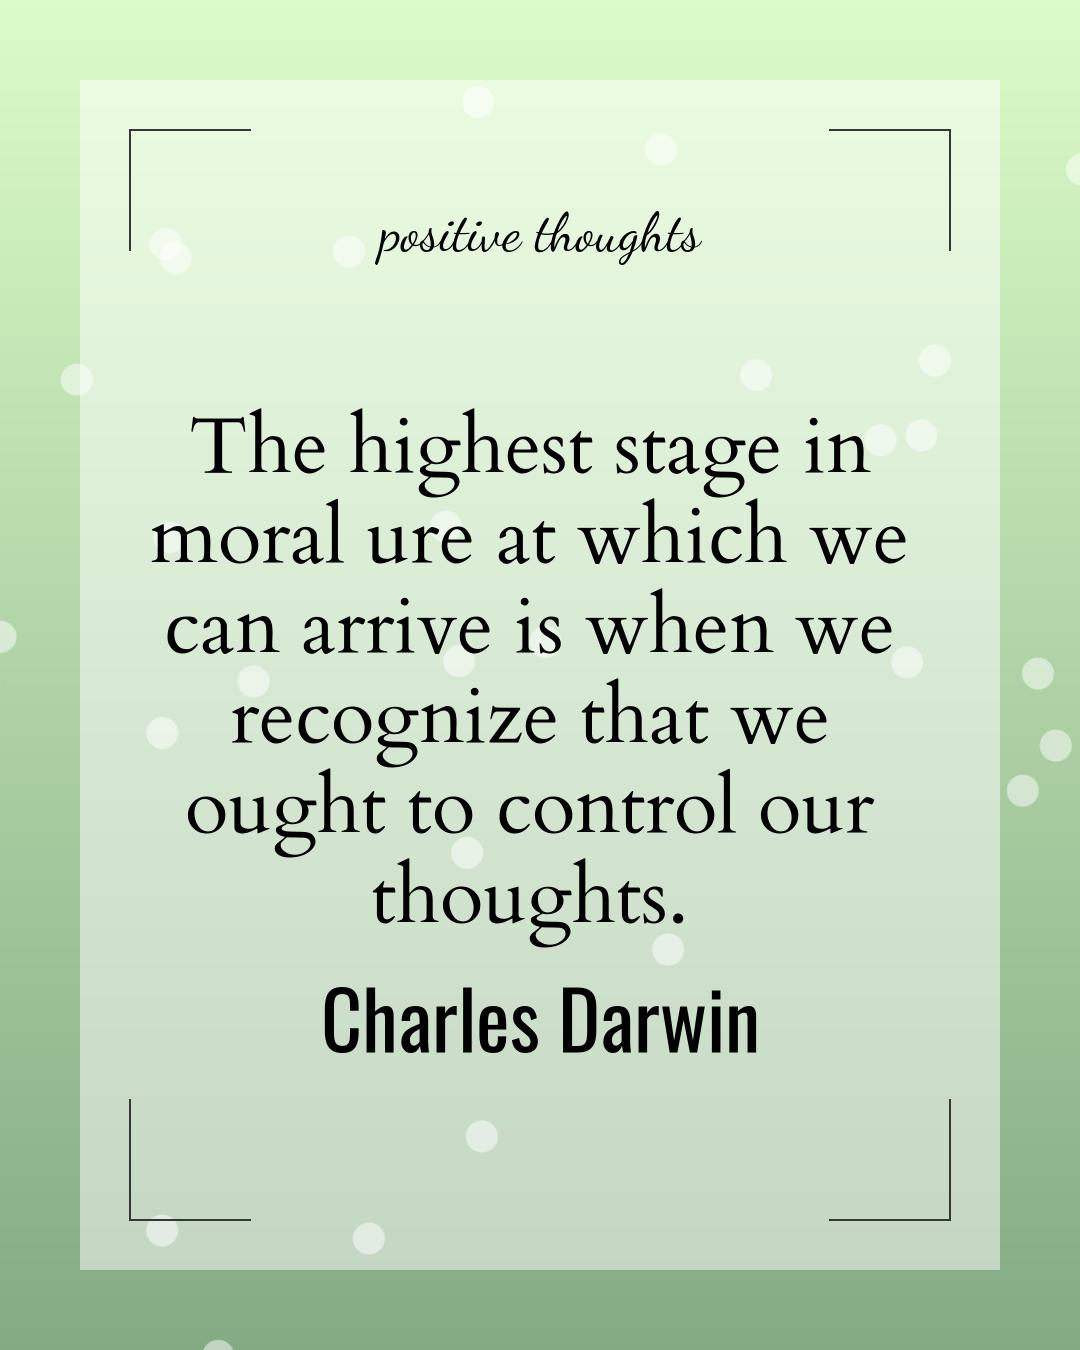 positive thoughts
The highest stage in
moral ure at which we
can arrive is when we
recognize that we
ought to control our
thoughts.
Charles Darwin